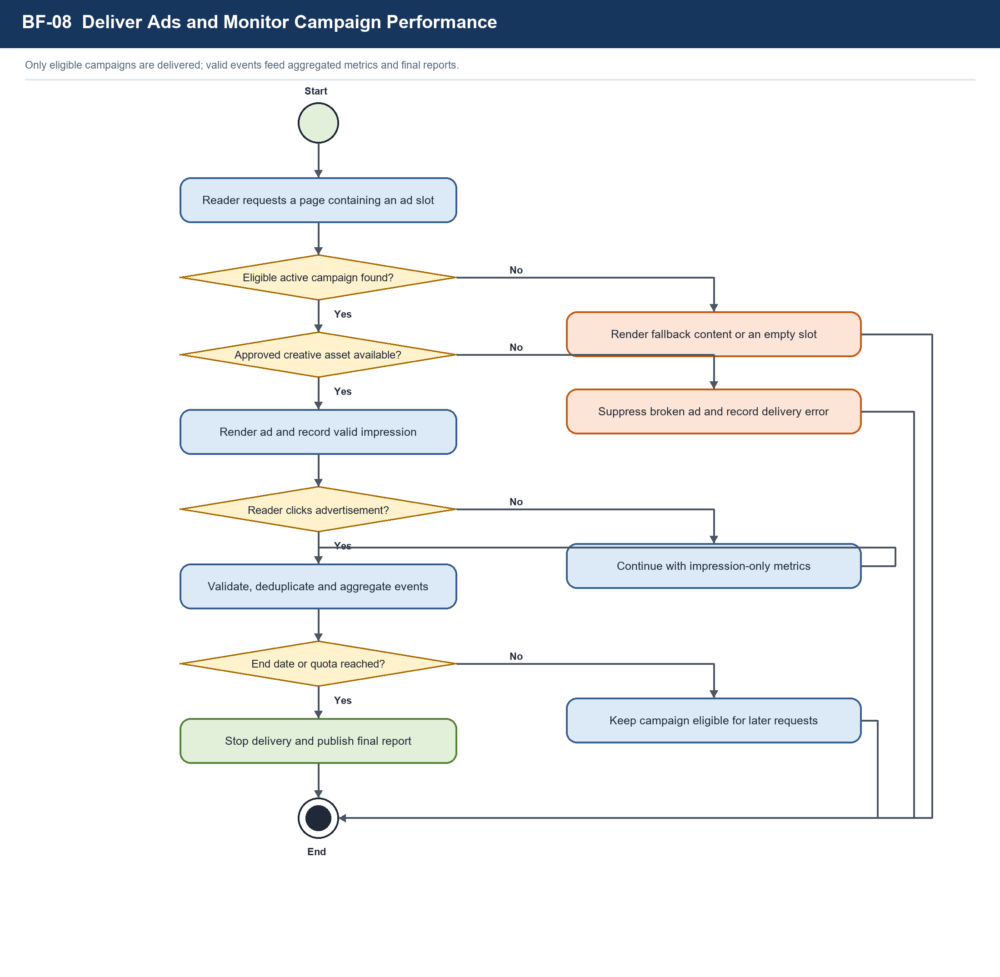 BF-08  Deliver Ads and Monitor Campaign Performance
Only eligible campaigns are delivered; valid events feed aggregated metrics and final reports.
Start
Reader requests a page containing an ad slot
No
Eligible active campaign found?
Yes
Render fallback content or an empty slot
No
Approved creative asset available?
Yes
Suppress broken ad and record delivery error
Render ad and record valid impression
No
Reader clicks advertisement?
Yes
Continue with impression-only metrics
Validate, deduplicate and aggregate events
No
End date or quota reached?
Yes
Keep campaign eligible for later requests
Stop delivery and publish final report
End